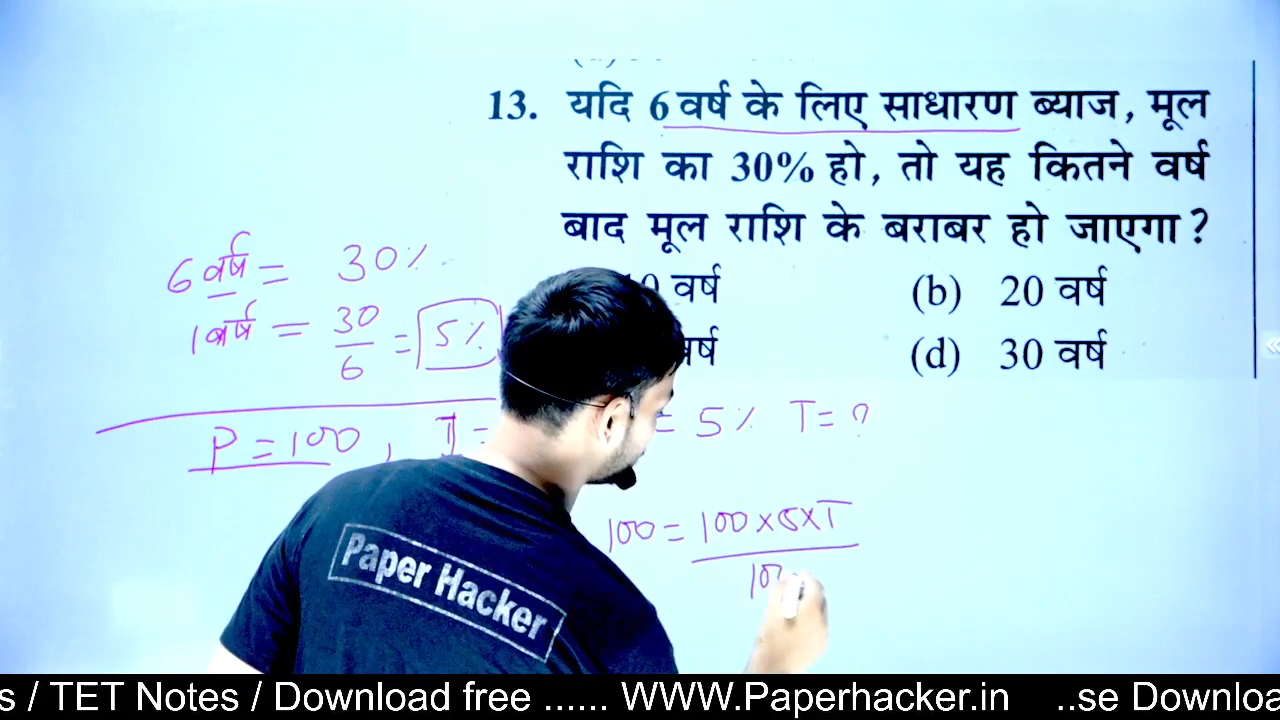 13. यदि 6 वर्ष के लिए साधारण ब्याज, मूल
राशि का 30% हो, तो यह कितने वर्ष
बाद मूल राशि के बराबर हो जाएगा?
वर्ष (b) 20 वर्ष
वर्ष (d) 30 वर्ष
6 वर्ष = 30%
1 वर्ष = 30/6 = 5%
P = 100, I = = 5% T = ?
100 = 100 × 5 × T
Paper Hacker
s / TET Notes / Download free ...... WWW.Paperhacker.in ..se Downloa